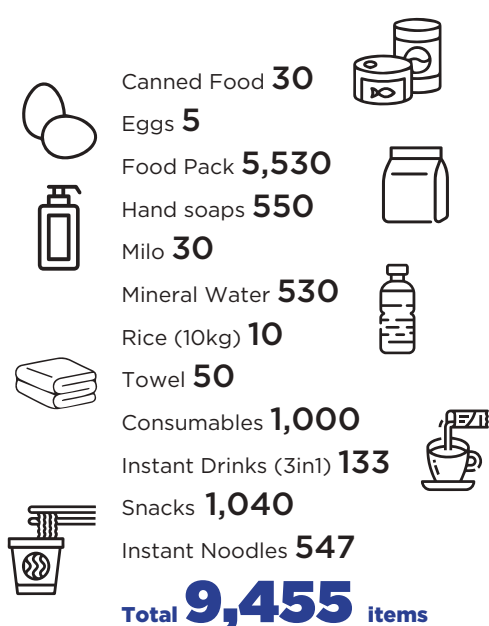 Canned Food 30
Eggs 5
Food Pack 5,530
Hand soaps 550
Milo 30
Mineral Water 530
Rice (10kg) 10
Towel 50
Consumables 1,000
Instant Drinks (3in1) 133
Snacks 1,040
Instant Noodles 547
Total 9,455 items